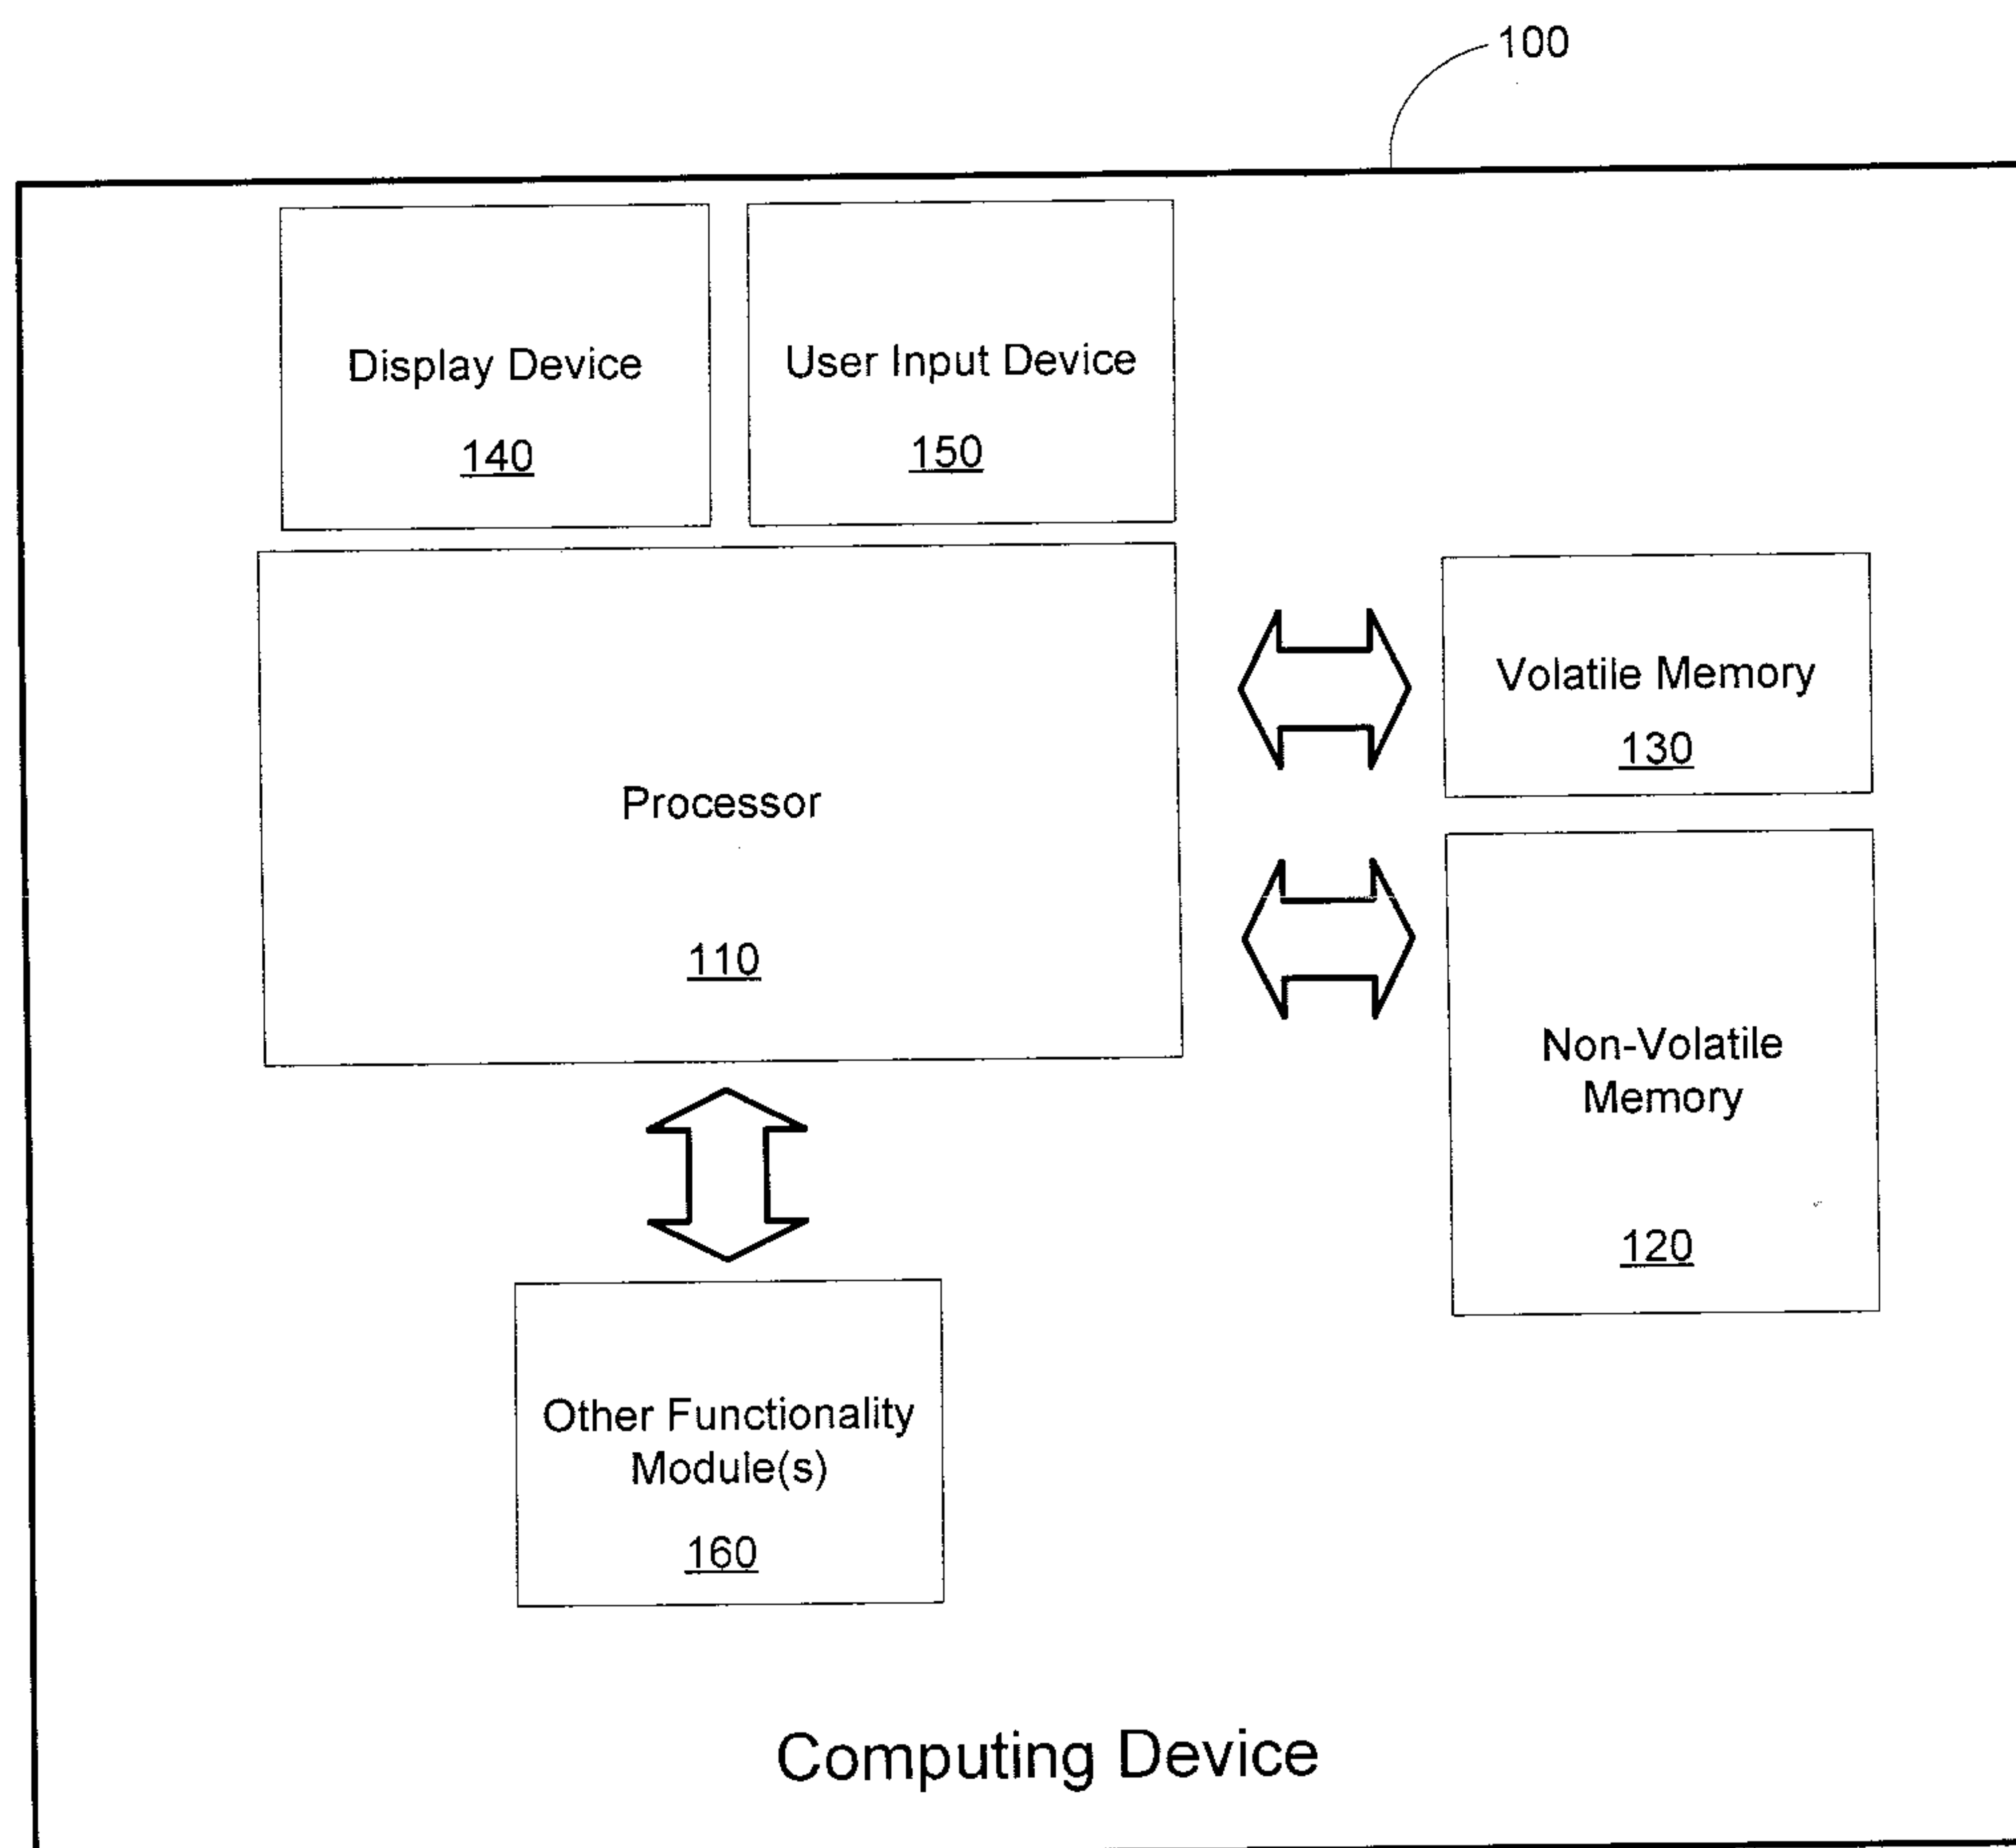 100
Display Device
140
User Input Device
150
Processor
110
Volatile Memory
130
Non-Volatile
Memory
120
Other Functionality
Module(s)
160
Computing Device